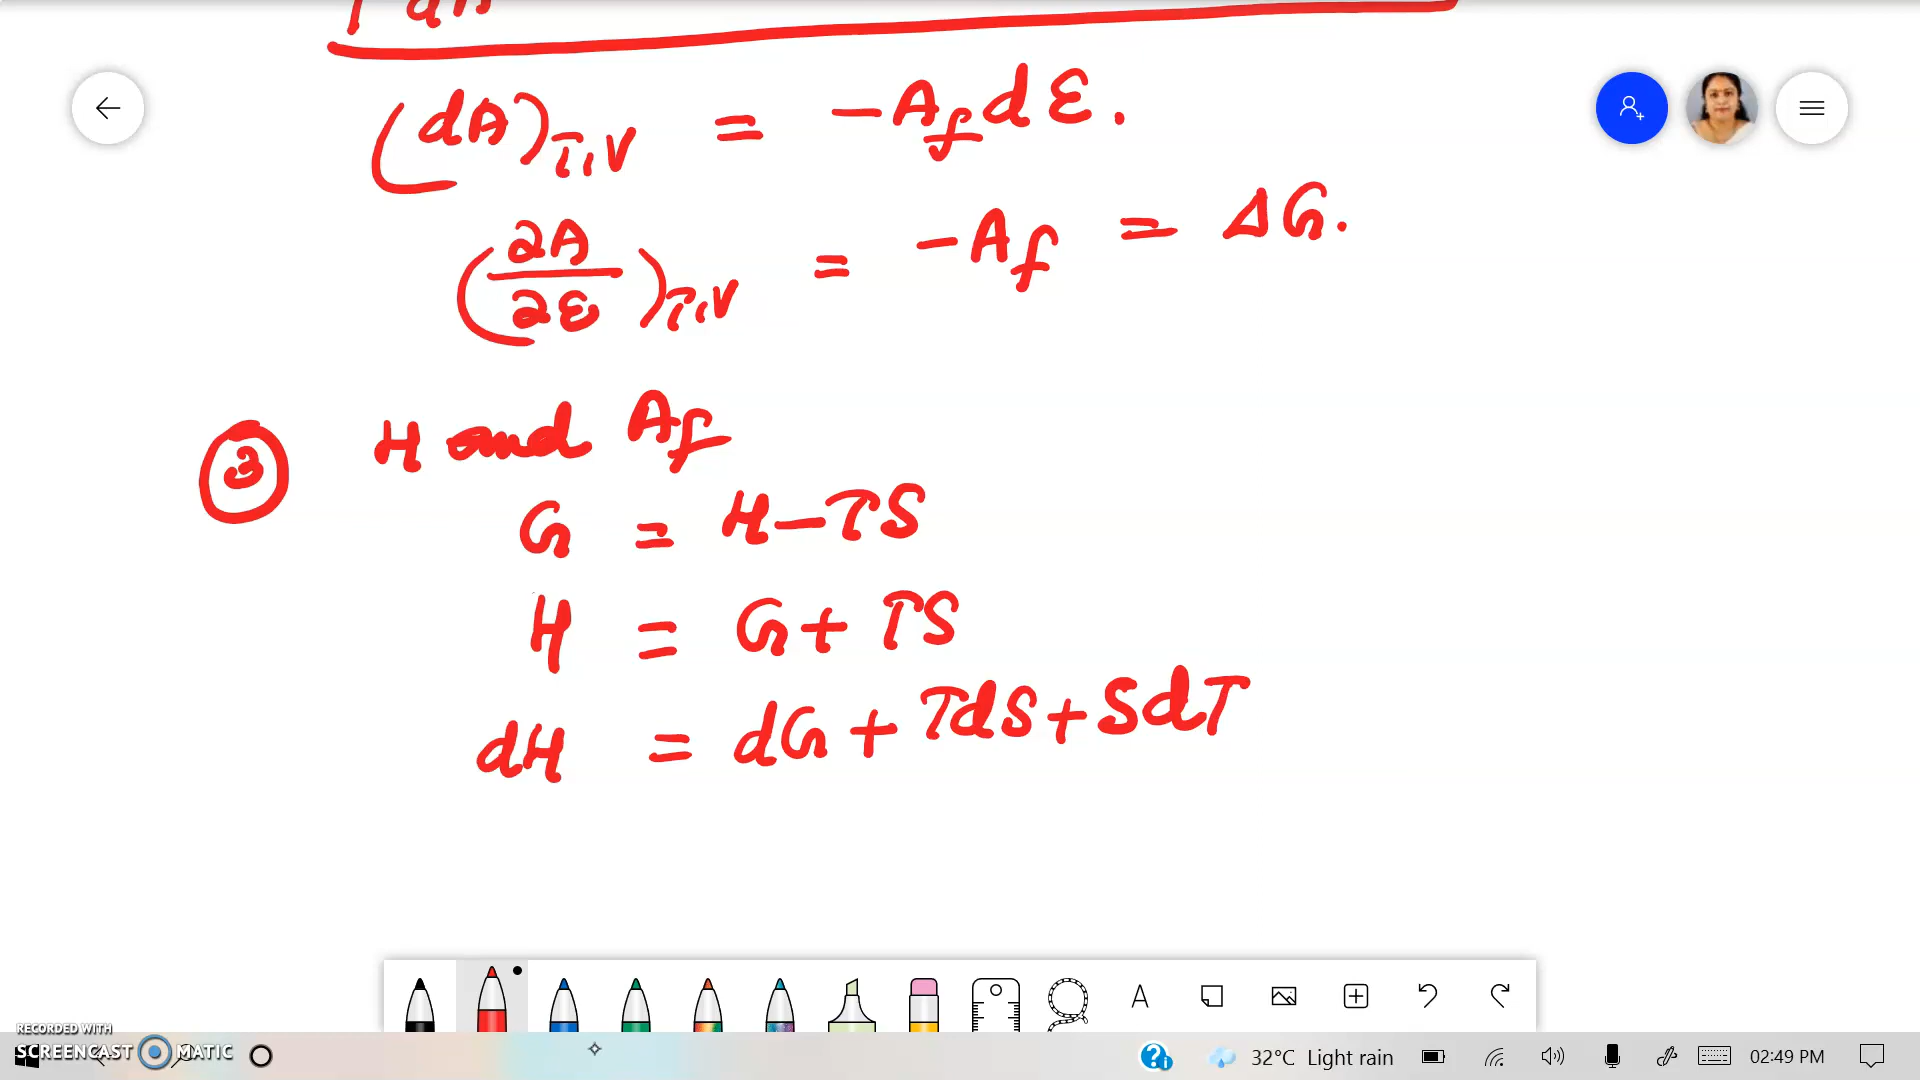 (dA)T,V = -Af dε.
(∂A/∂ε)T,V = -Af = ΔG.
③ H and Af
G = H-TS
H = G+ TS
dH = dG + TdS + SdT
A
RECORDED WITH
SCREENCAST MATIC
32°C Light rain
02:49 PM